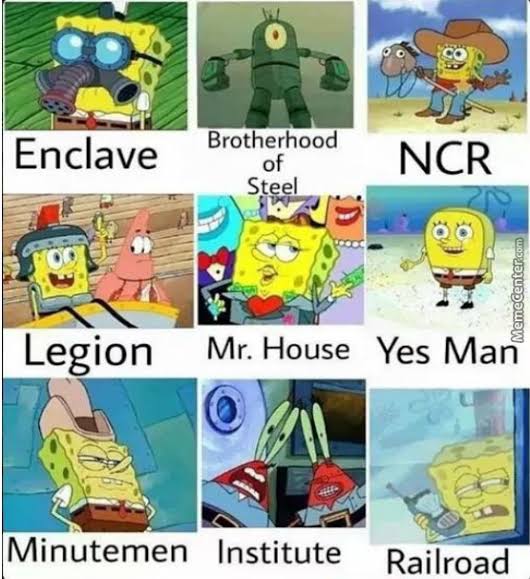 Enclave
Brotherhood
of
Steel
NCR
Legion
Mr. House
Yes Man
MemeCenter.com
Minutemen
Institute
Railroad